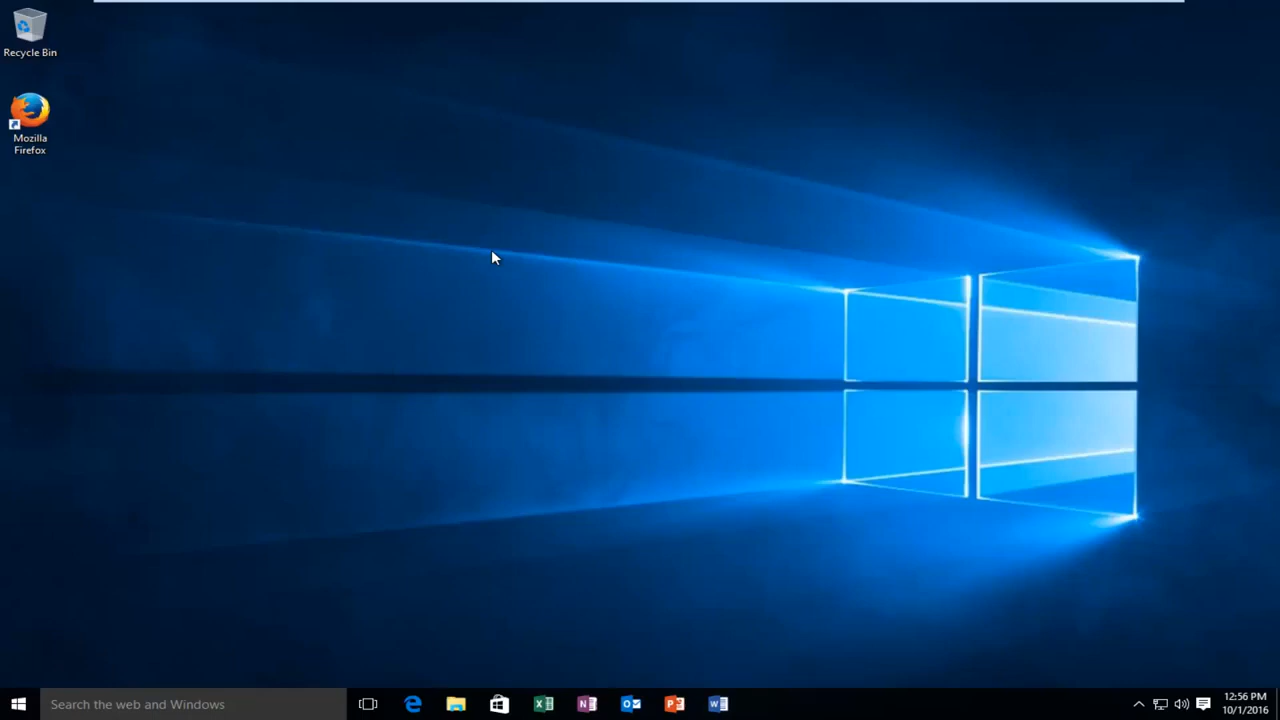 Recycle Bin
Mozilla
Firefox
Search the web and Windows
12:56 PM
10/1/2016